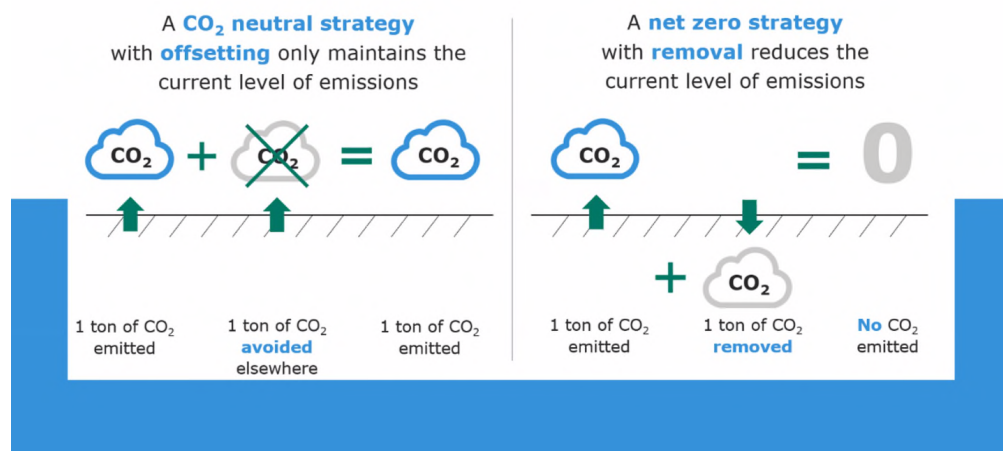 A CO₂ neutral strategy
with offsetting only maintains the
current level of emissions
CO₂ + CO₂ = CO₂
1 ton of CO₂
emitted
1 ton of CO₂
avoided
elsewhere
1 ton of CO₂
emitted
A net zero strategy
with removal reduces the
current level of emissions
CO₂ = 0
+ CO₂
1 ton of CO₂
emitted
1 ton of CO₂
removed
No CO₂
emitted